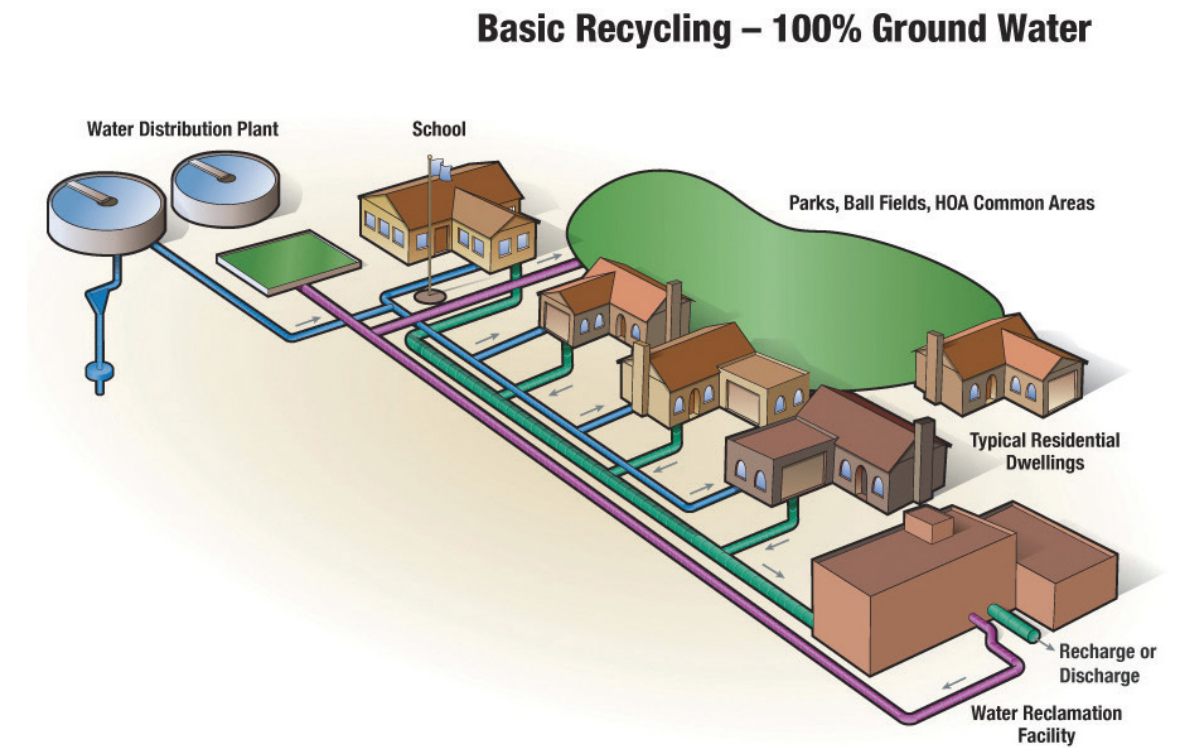 Basic Recycling – 100% Ground Water
Water Distribution Plant
School
Parks, Ball Fields, HOA Common Areas
Typical Residential
Dwellings
Recharge or
Discharge
Water Reclamation
Facility